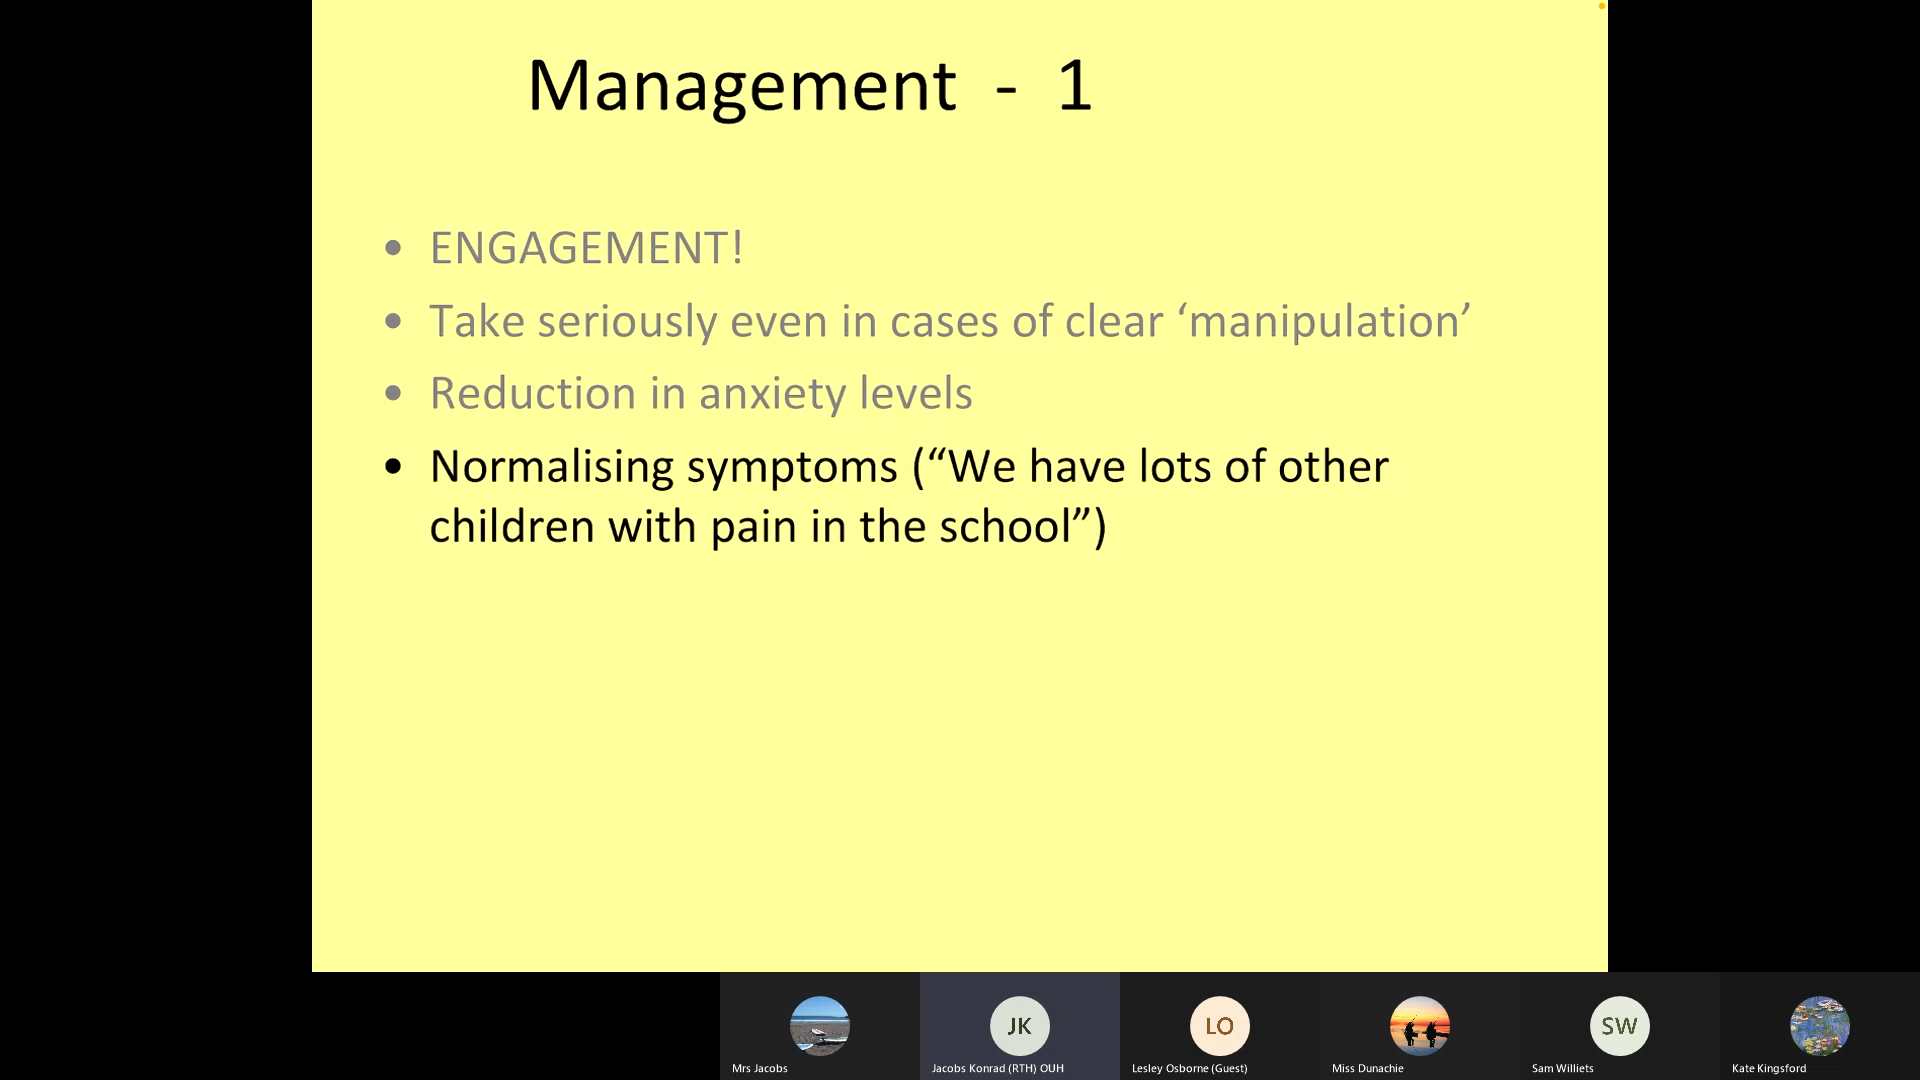 Management - 1
• ENGAGEMENT!
• Take seriously even in cases of clear ‘manipulation’
• Reduction in anxiety levels
• Normalising symptoms (“We have lots of other
children with pain in the school”)
JK
LO
SW
Mrs Jacobs
Jacobs Konrad (RTH) OUH
Lesley Osborne (Guest)
Miss Dunachie
Sam Williets
Kate Kingsford